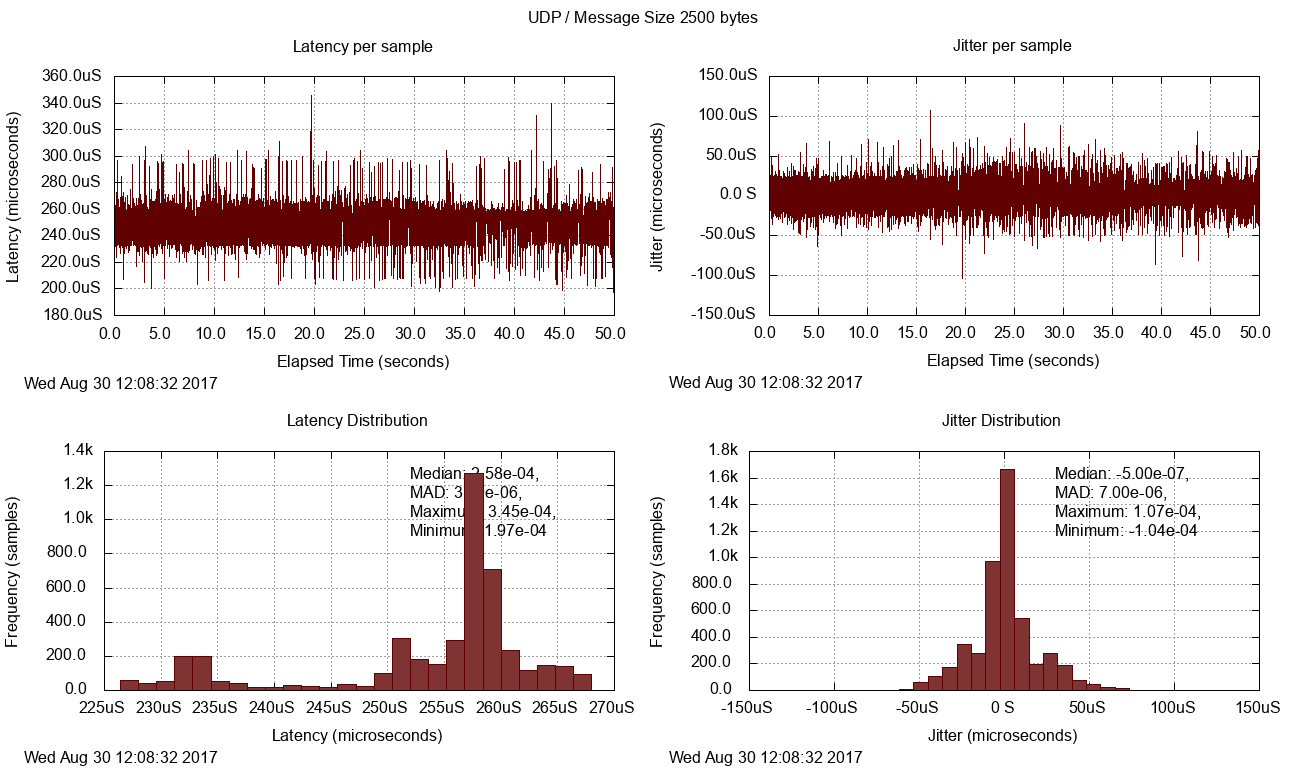 UDP / Message Size 2500 bytes
Latency per sample
360.0uS
340.0uS
320.0uS
300.0uS
280.0uS
260.0uS
240.0uS
220.0uS
200.0uS
180.0uS
Latency (microseconds)
0.0 5.0 10.0 15.0 20.0 25.0 30.0 35.0 40.0 45.0 50.0
Elapsed Time (seconds)
Wed Aug 30 12:08:32 2017
Jitter per sample
150.0uS
100.0uS
50.0uS
0.0 S
-50.0uS
-100.0uS
-150.0uS
Jitter (microseconds)
0.0 5.0 10.0 15.0 20.0 25.0 30.0 35.0 40.0 45.0 50.0
Elapsed Time (seconds)
Wed Aug 30 12:08:32 2017
Latency Distribution
1.4k
1.2k
1.0k
800.0
600.0
400.0
200.0
0.0
Frequency (samples)
Median: 2.58e-04,
MAD:
Maximum: 3.45e-04,
Minimum: 1.97e-04
225uS 230uS 235uS 240uS 245uS 250uS 255uS 260uS 265uS 270uS
Latency (microseconds)
Wed Aug 30 12:08:32 2017
Jitter Distribution
1.8k
1.6k
1.4k
1.2k
1.0k
800.0
600.0
400.0
200.0
0.0
Frequency (samples)
Median: -5.00e-07,
MAD: 7.00e-06,
Maximum: 1.07e-04,
Minimum: -1.04e-04
-150uS -100uS -50uS 0 S 50uS 100uS 150uS
Jitter (microseconds)
Wed Aug 30 12:08:32 2017